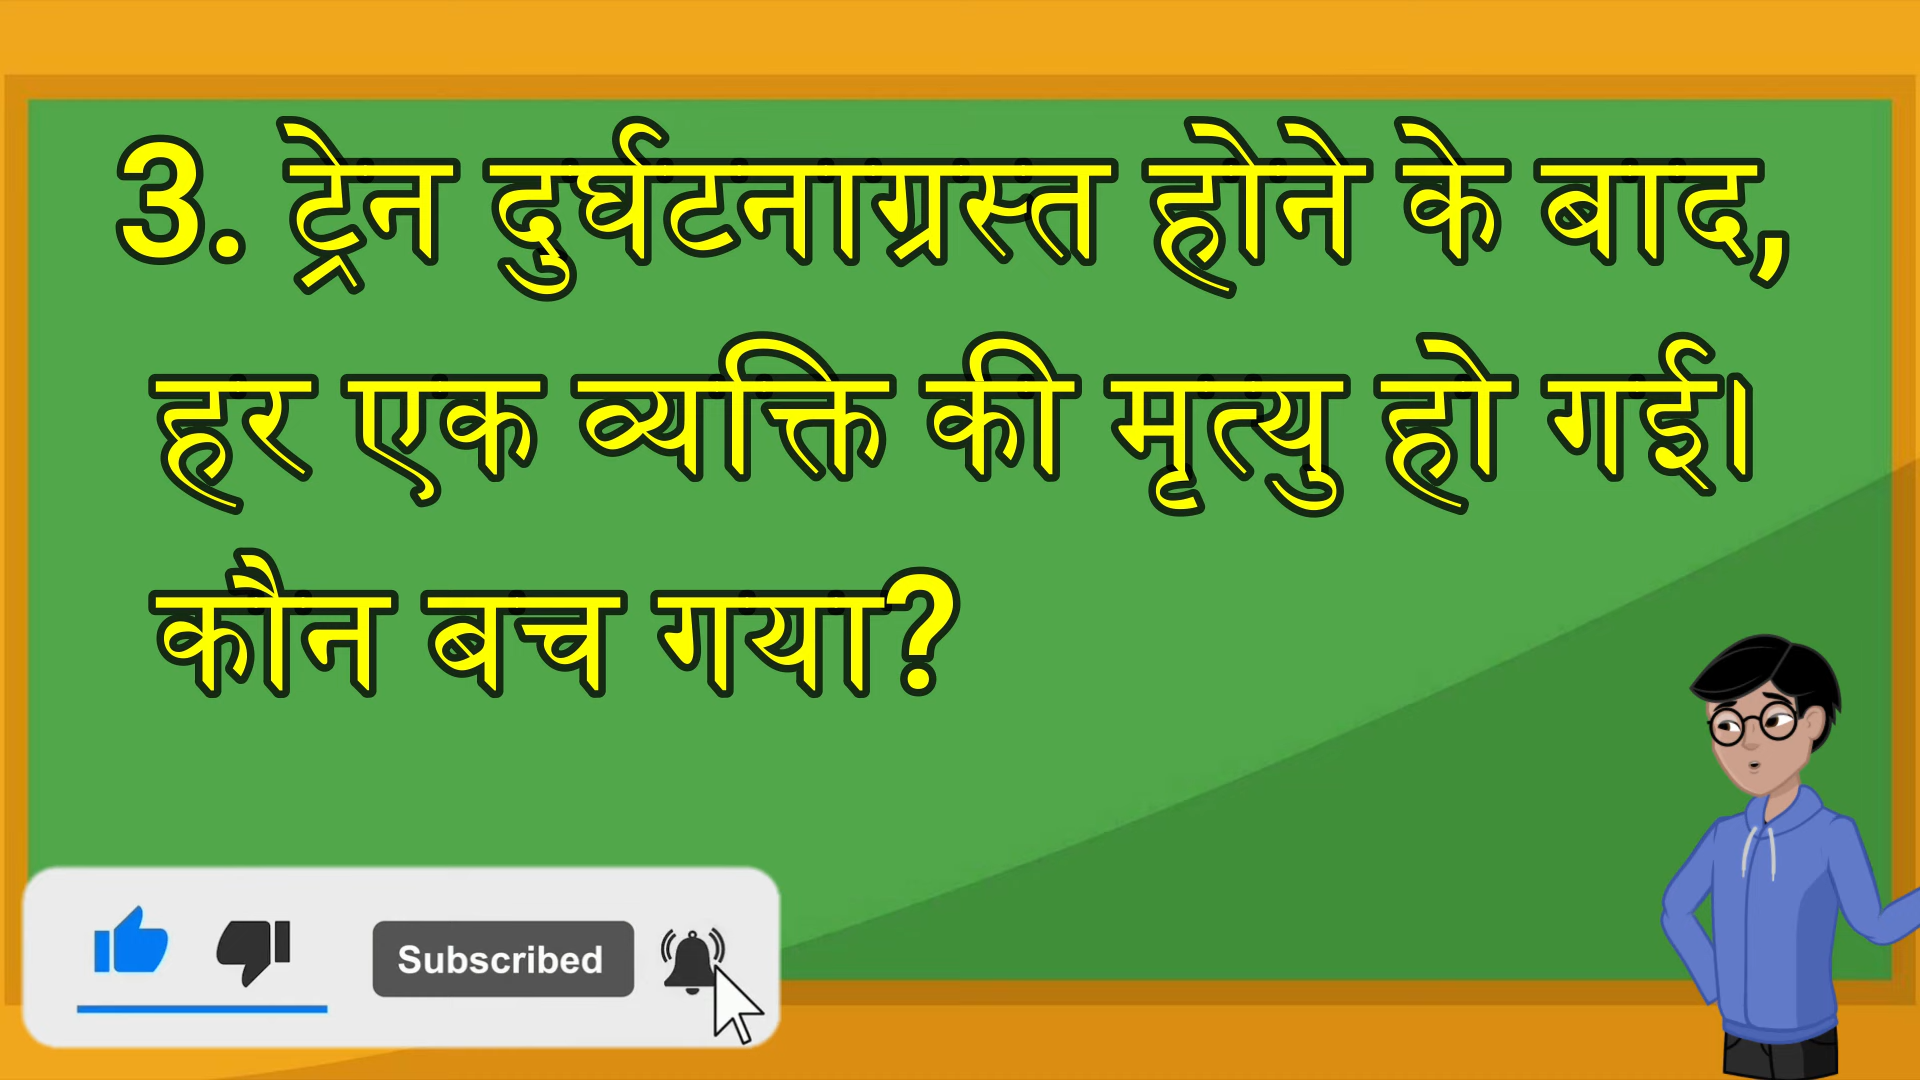 3. ट्रेन दुर्घटनाग्रस्त होने के बाद,
हर एक व्यक्ति की मृत्यु हो गई।
कौन बच गया?
Subscribed